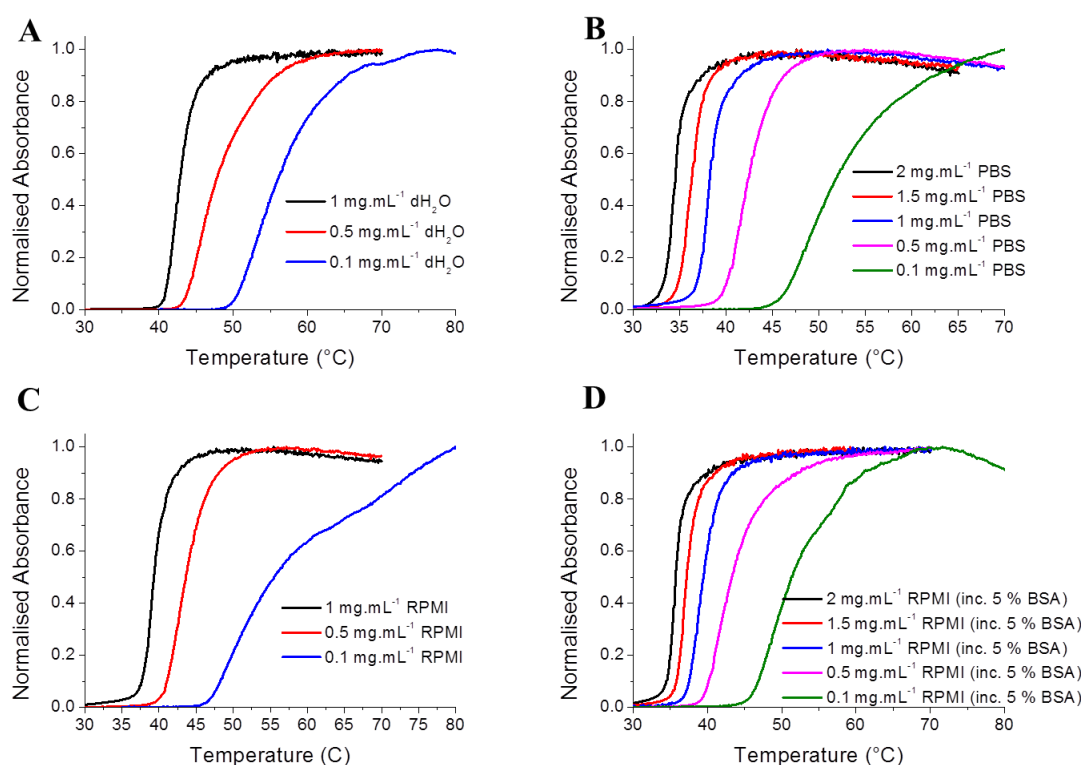 A
Normalised Absorbance
1.0
0.8
0.6
0.4
0.2
0.0
1 mg.mL⁻¹ dH₂O
0.5 mg.mL⁻¹ dH₂O
0.1 mg.mL⁻¹ dH₂O
30 40 50 60 70 80
Temperature (°C)
B
Normalised Absorbance
1.0
0.8
0.6
0.4
0.2
0.0
2 mg.mL⁻¹ PBS
1.5 mg.mL⁻¹ PBS
1 mg.mL⁻¹ PBS
0.5 mg.mL⁻¹ PBS
0.1 mg.mL⁻¹ PBS
30 35 40 45 50 55 60 65 70
Temperature (°C)
C
Normalised Absorbance
1.0
0.8
0.6
0.4
0.2
0.0
1 mg.mL⁻¹ RPMI
0.5 mg.mL⁻¹ RPMI
0.1 mg.mL⁻¹ RPMI
30 40 50 60 70 80
Temperature (C)
D
Normalised Absorbance
1.0
0.8
0.6
0.4
0.2
0.0
2 mg.mL⁻¹ RPMI (inc. 5 % BSA)
1.5 mg.mL⁻¹ RPMI (inc. 5 % BSA)
1 mg.mL⁻¹ RPMI (inc. 5 % BSA)
0.5 mg.mL⁻¹ RPMI (inc. 5 % BSA)
0.1 mg.mL⁻¹ RPMI (inc. 5 % BSA)
30 40 50 60 70 80
Temperature (°C)